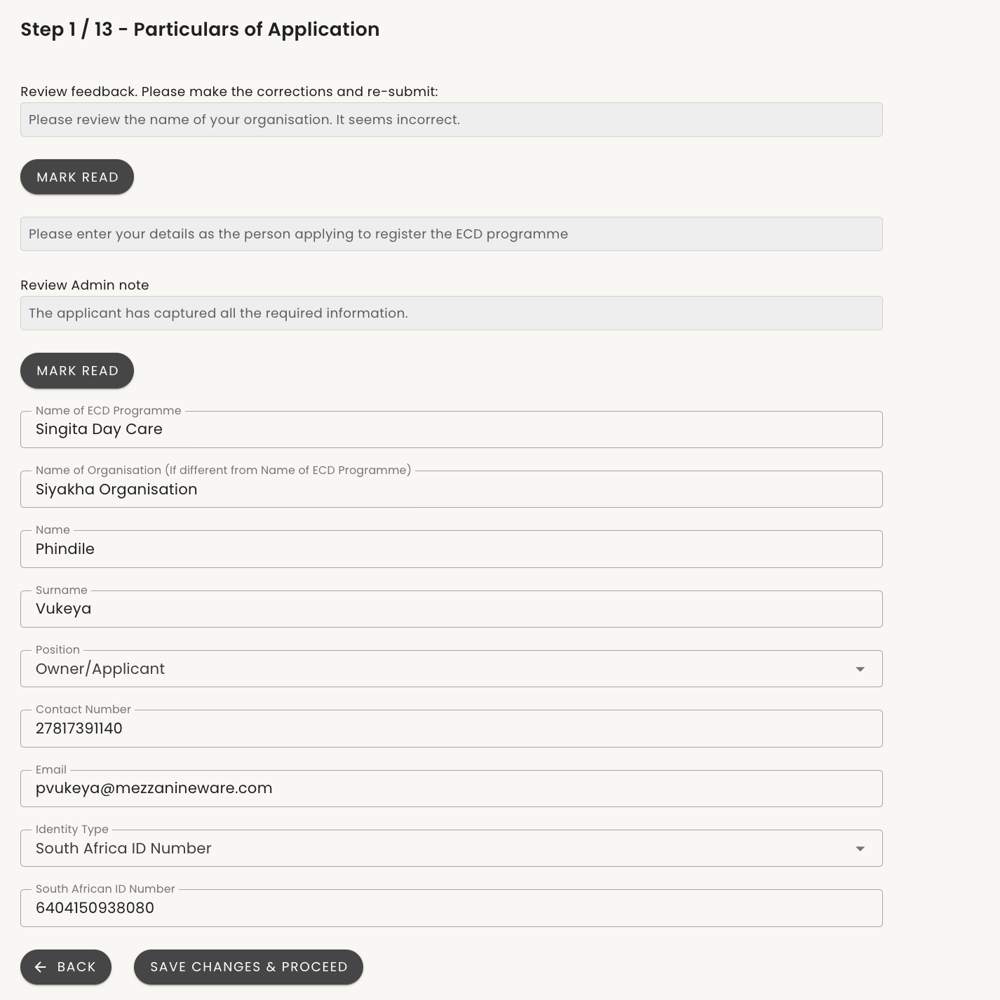 Step 1 / 13 - Particulars of Application
Review feedback. Please make the corrections and re-submit:
Please review the name of your organisation. It seems incorrect.
MARK READ
Please enter your details as the person applying to register the ECD programme
Review Admin note
The applicant has captured all the required information.
MARK READ
Name of ECD Programme
Singita Day Care
Name of Organisation (If different from Name of ECD Programme)
Siyakha Organisation
Name
Phindile
Surname
Vukeya
Position
Owner/Applicant
Contact Number
27817391140
Email
pvukeya@mezzanineware.com
Identity Type
South Africa ID Number
South African ID Number
6404150938080
BACK
SAVE CHANGES & PROCEED